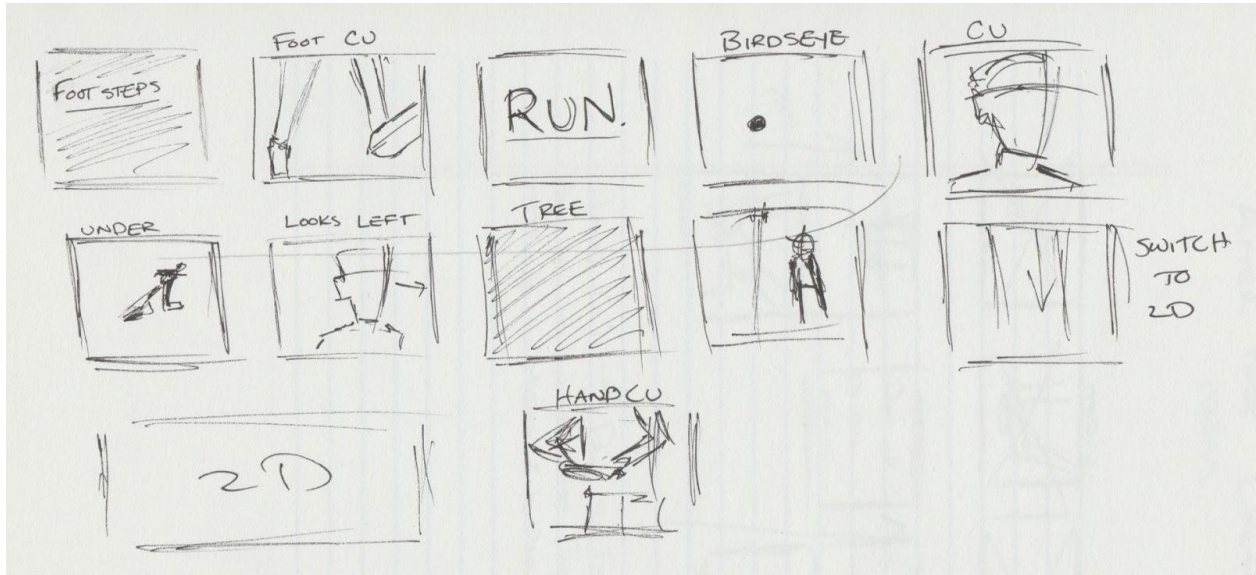 FOOT STEPS
FOOT CU
RUN.
BIRDSEYE
CU
UNDER
LOOKS LEFT
TREE
SWITCH
TO
2D
2D
HAND CU